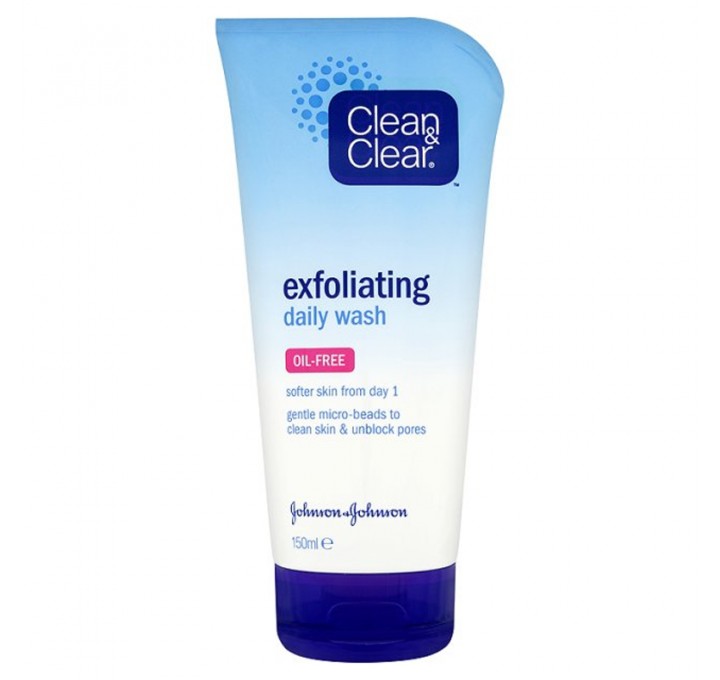 Clean
&
Clear®
™
exfoliating
daily wash
OIL-FREE
softer skin from day 1
gentle micro-beads to
clean skin & unblock pores
Johnson & Johnson
150ml ℮